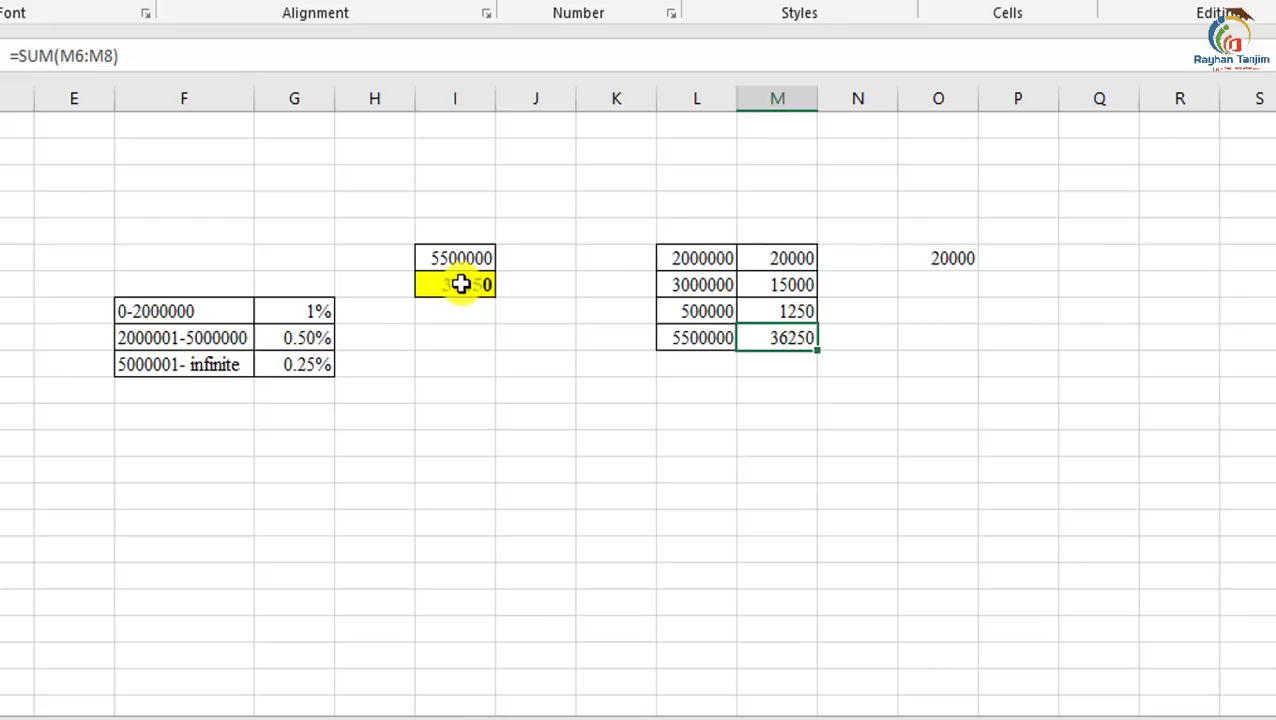 Font Alignment Number Styles Cells
Rayhan Tanjim
=SUM(M6:M8)
E F G H I J K L M N O P Q R S
5500000 2000000 20000 20000
3000000 15000
0-2000000 1% 500000 1250
2000001-5000000 0.50% 5500000 36250
5000001- infinite 0.25%